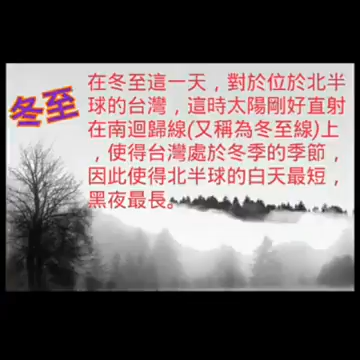 冬至
在冬至這一天，對於位於北半
球的台灣，這時太陽剛好直射
在南迴歸線(又稱為冬至線)上
，使得台灣處於冬季的季節，
因此使得北半球的白天最短，
黑夜最長。